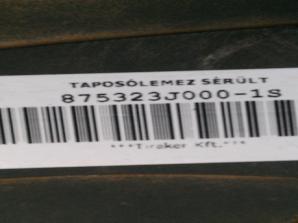 TAPOSÓLEMEZ SÉRÜLT
875323J000-1S
***Tiraker Kft.***